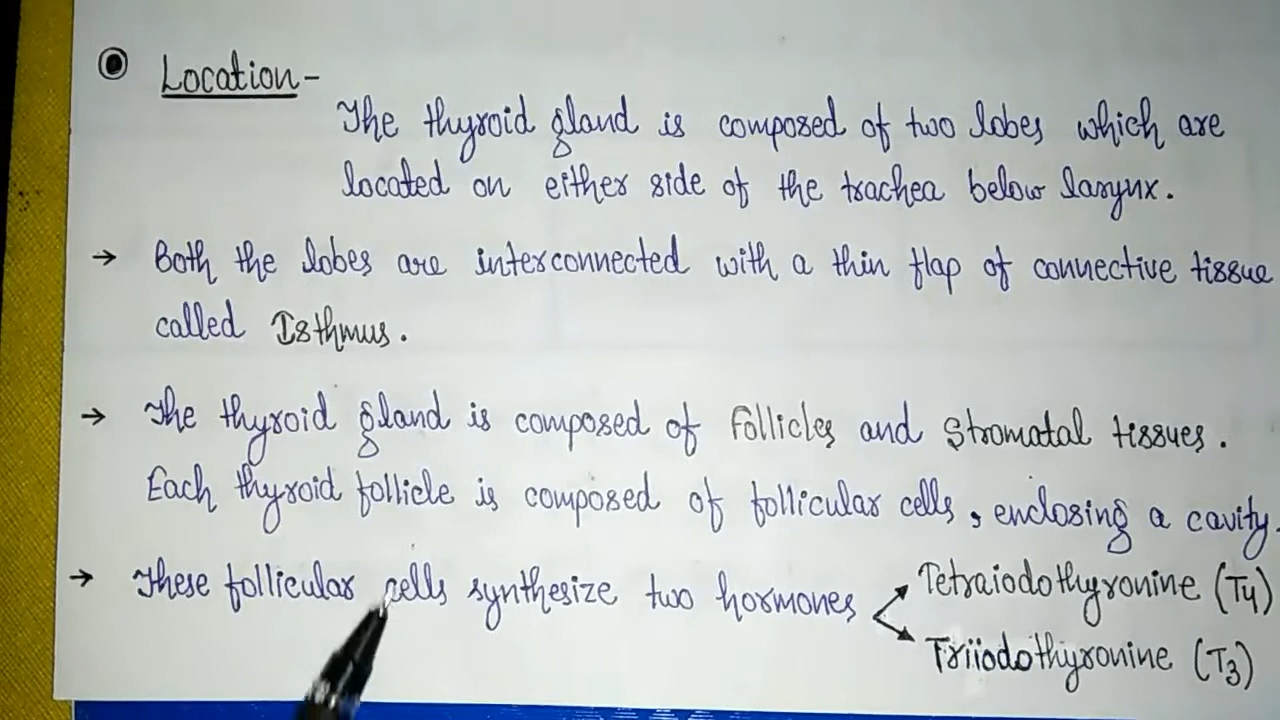 Location-
The thyroid gland is composed of two lobes which are
located on either side of the trachea below larynx.
→ Both the lobes are interconnected with a thin flap of connective tissue
called Isthmus.
→ The thyroid gland is composed of Follicles and Stromatal tissues.
Each thyroid follicle is composed of follicular cells, enclosing a cavity.
→ These follicular cells synthesize two hormones
Tetraiodothyronine (T4)
Triiodothyronine (T3)